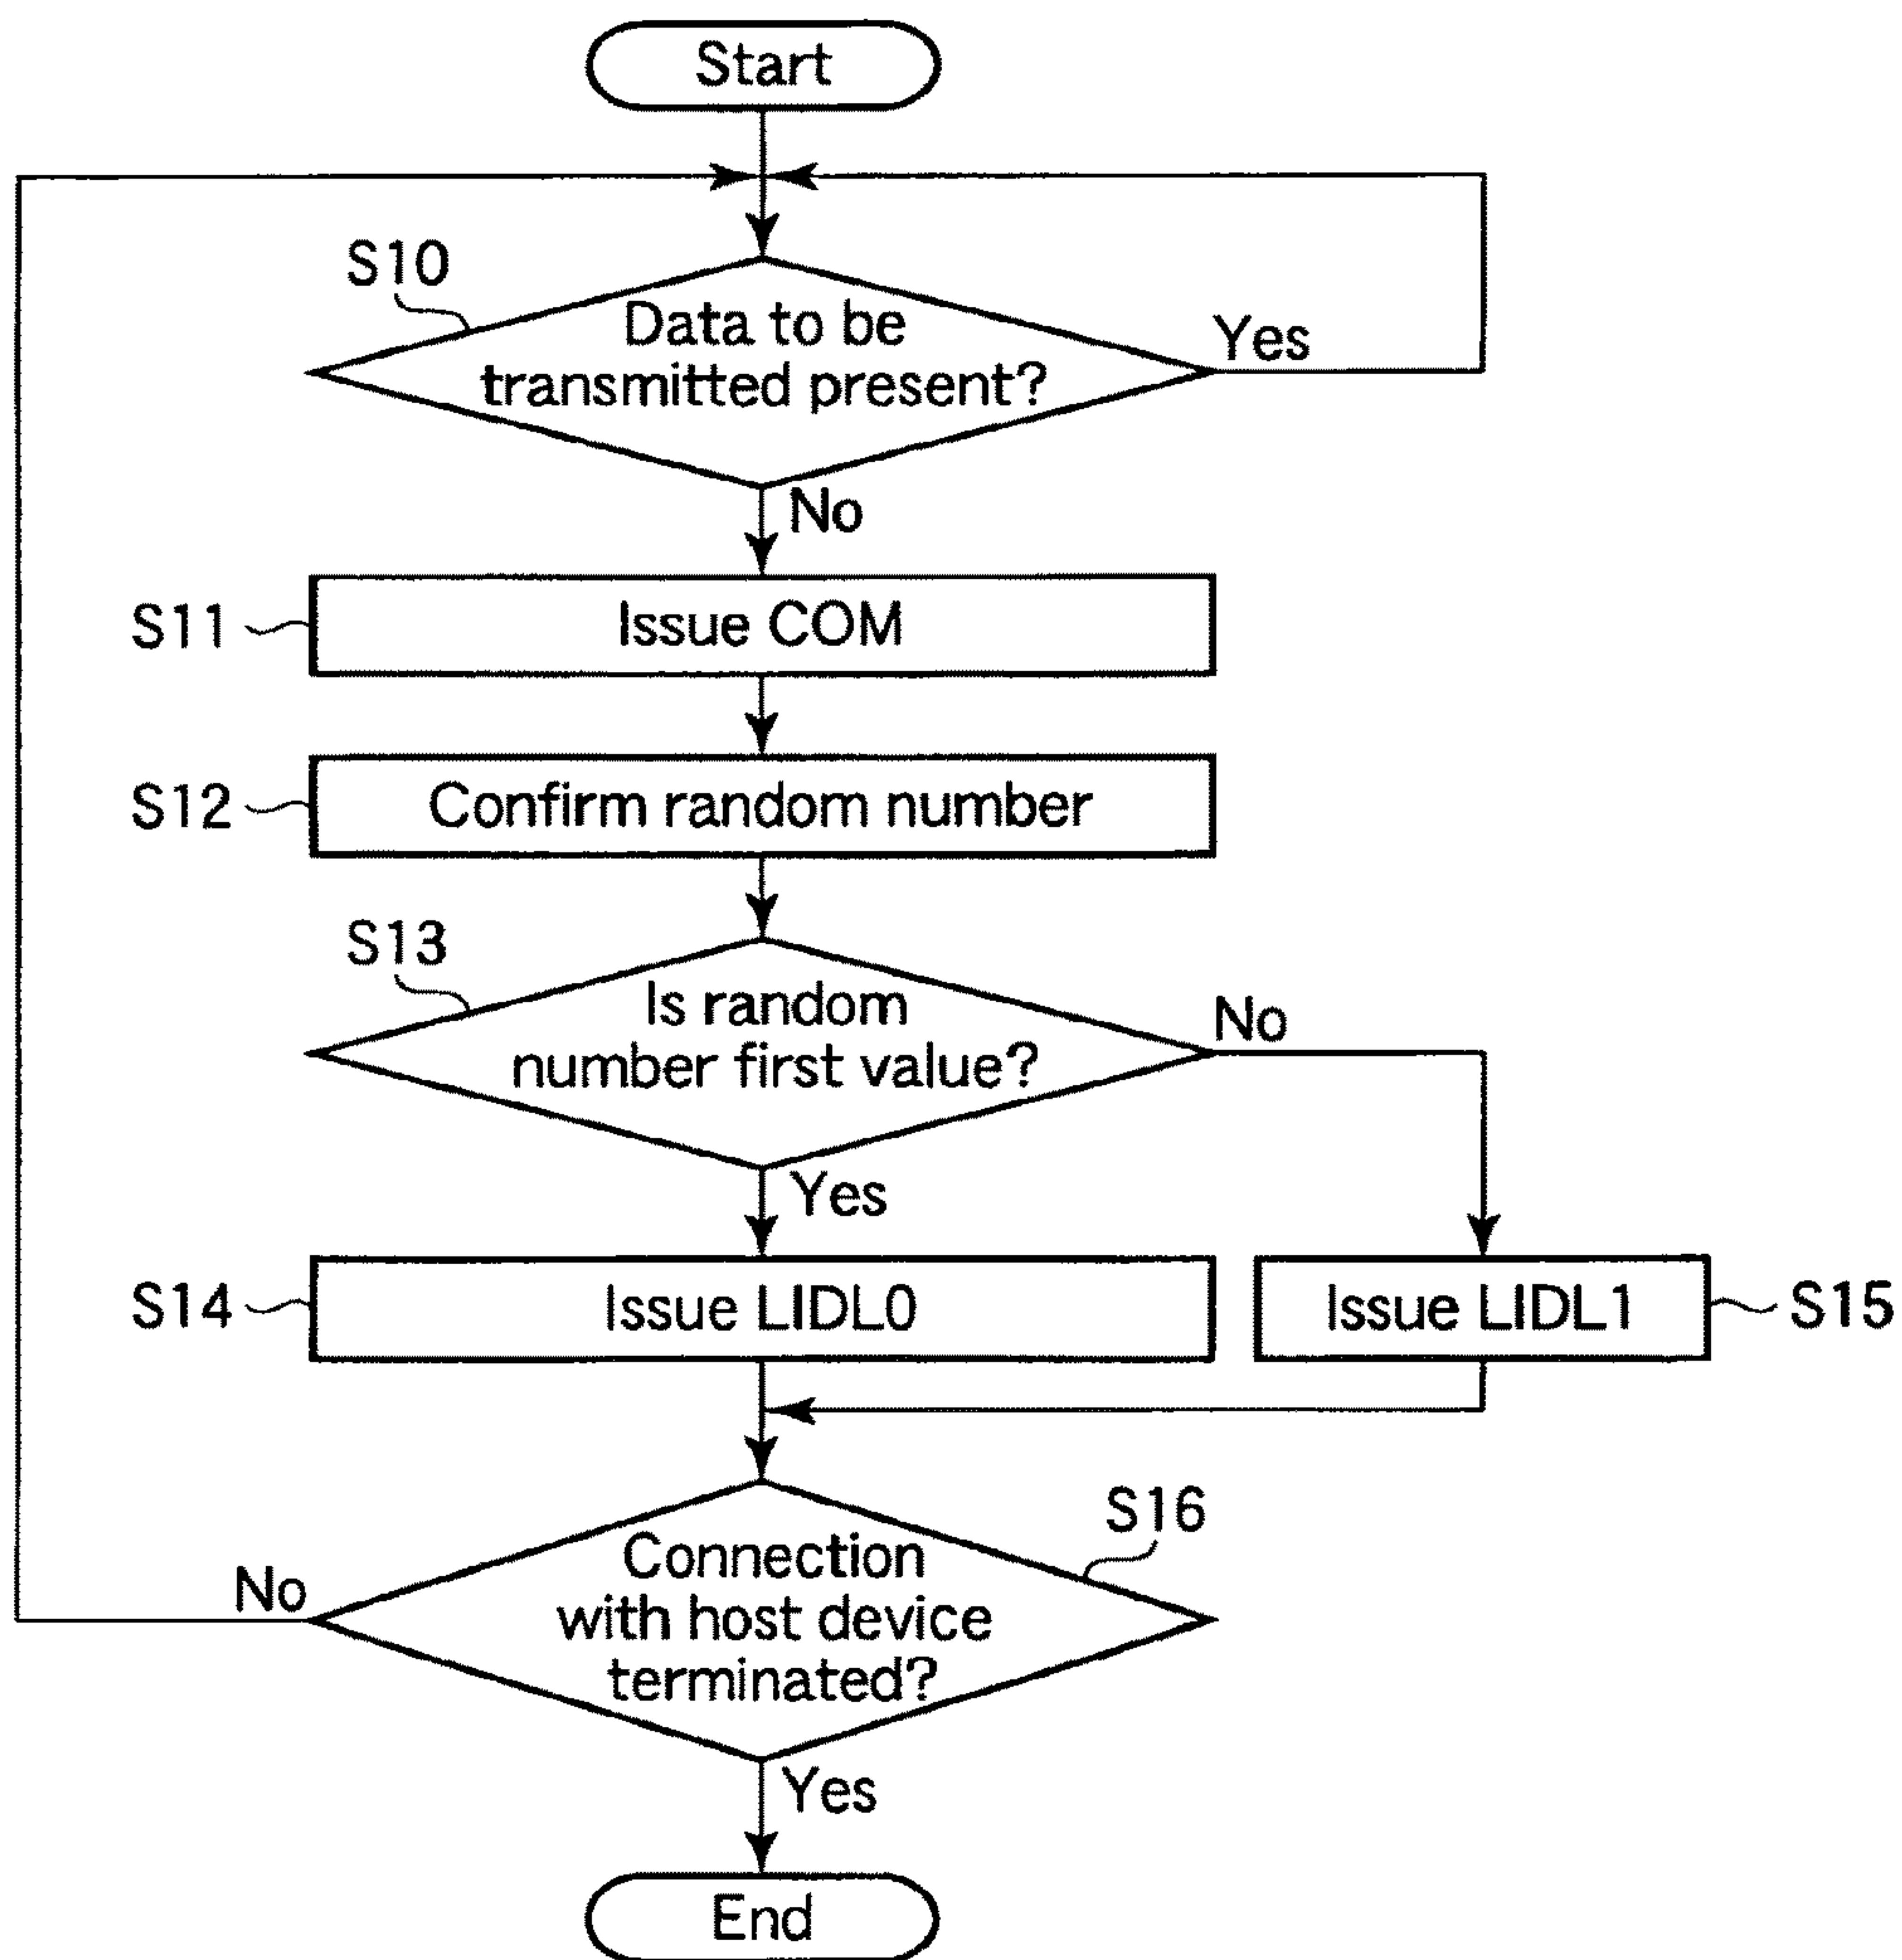 Start
S10
Data to be
transmitted present?
Yes
No
S11
Issue COM
S12
Confirm random number
S13
Is random
number first value?
No
Yes
S14
Issue LIDL0
Issue LIDL1
S15
S16
Connection
with host device
terminated?
No
Yes
End